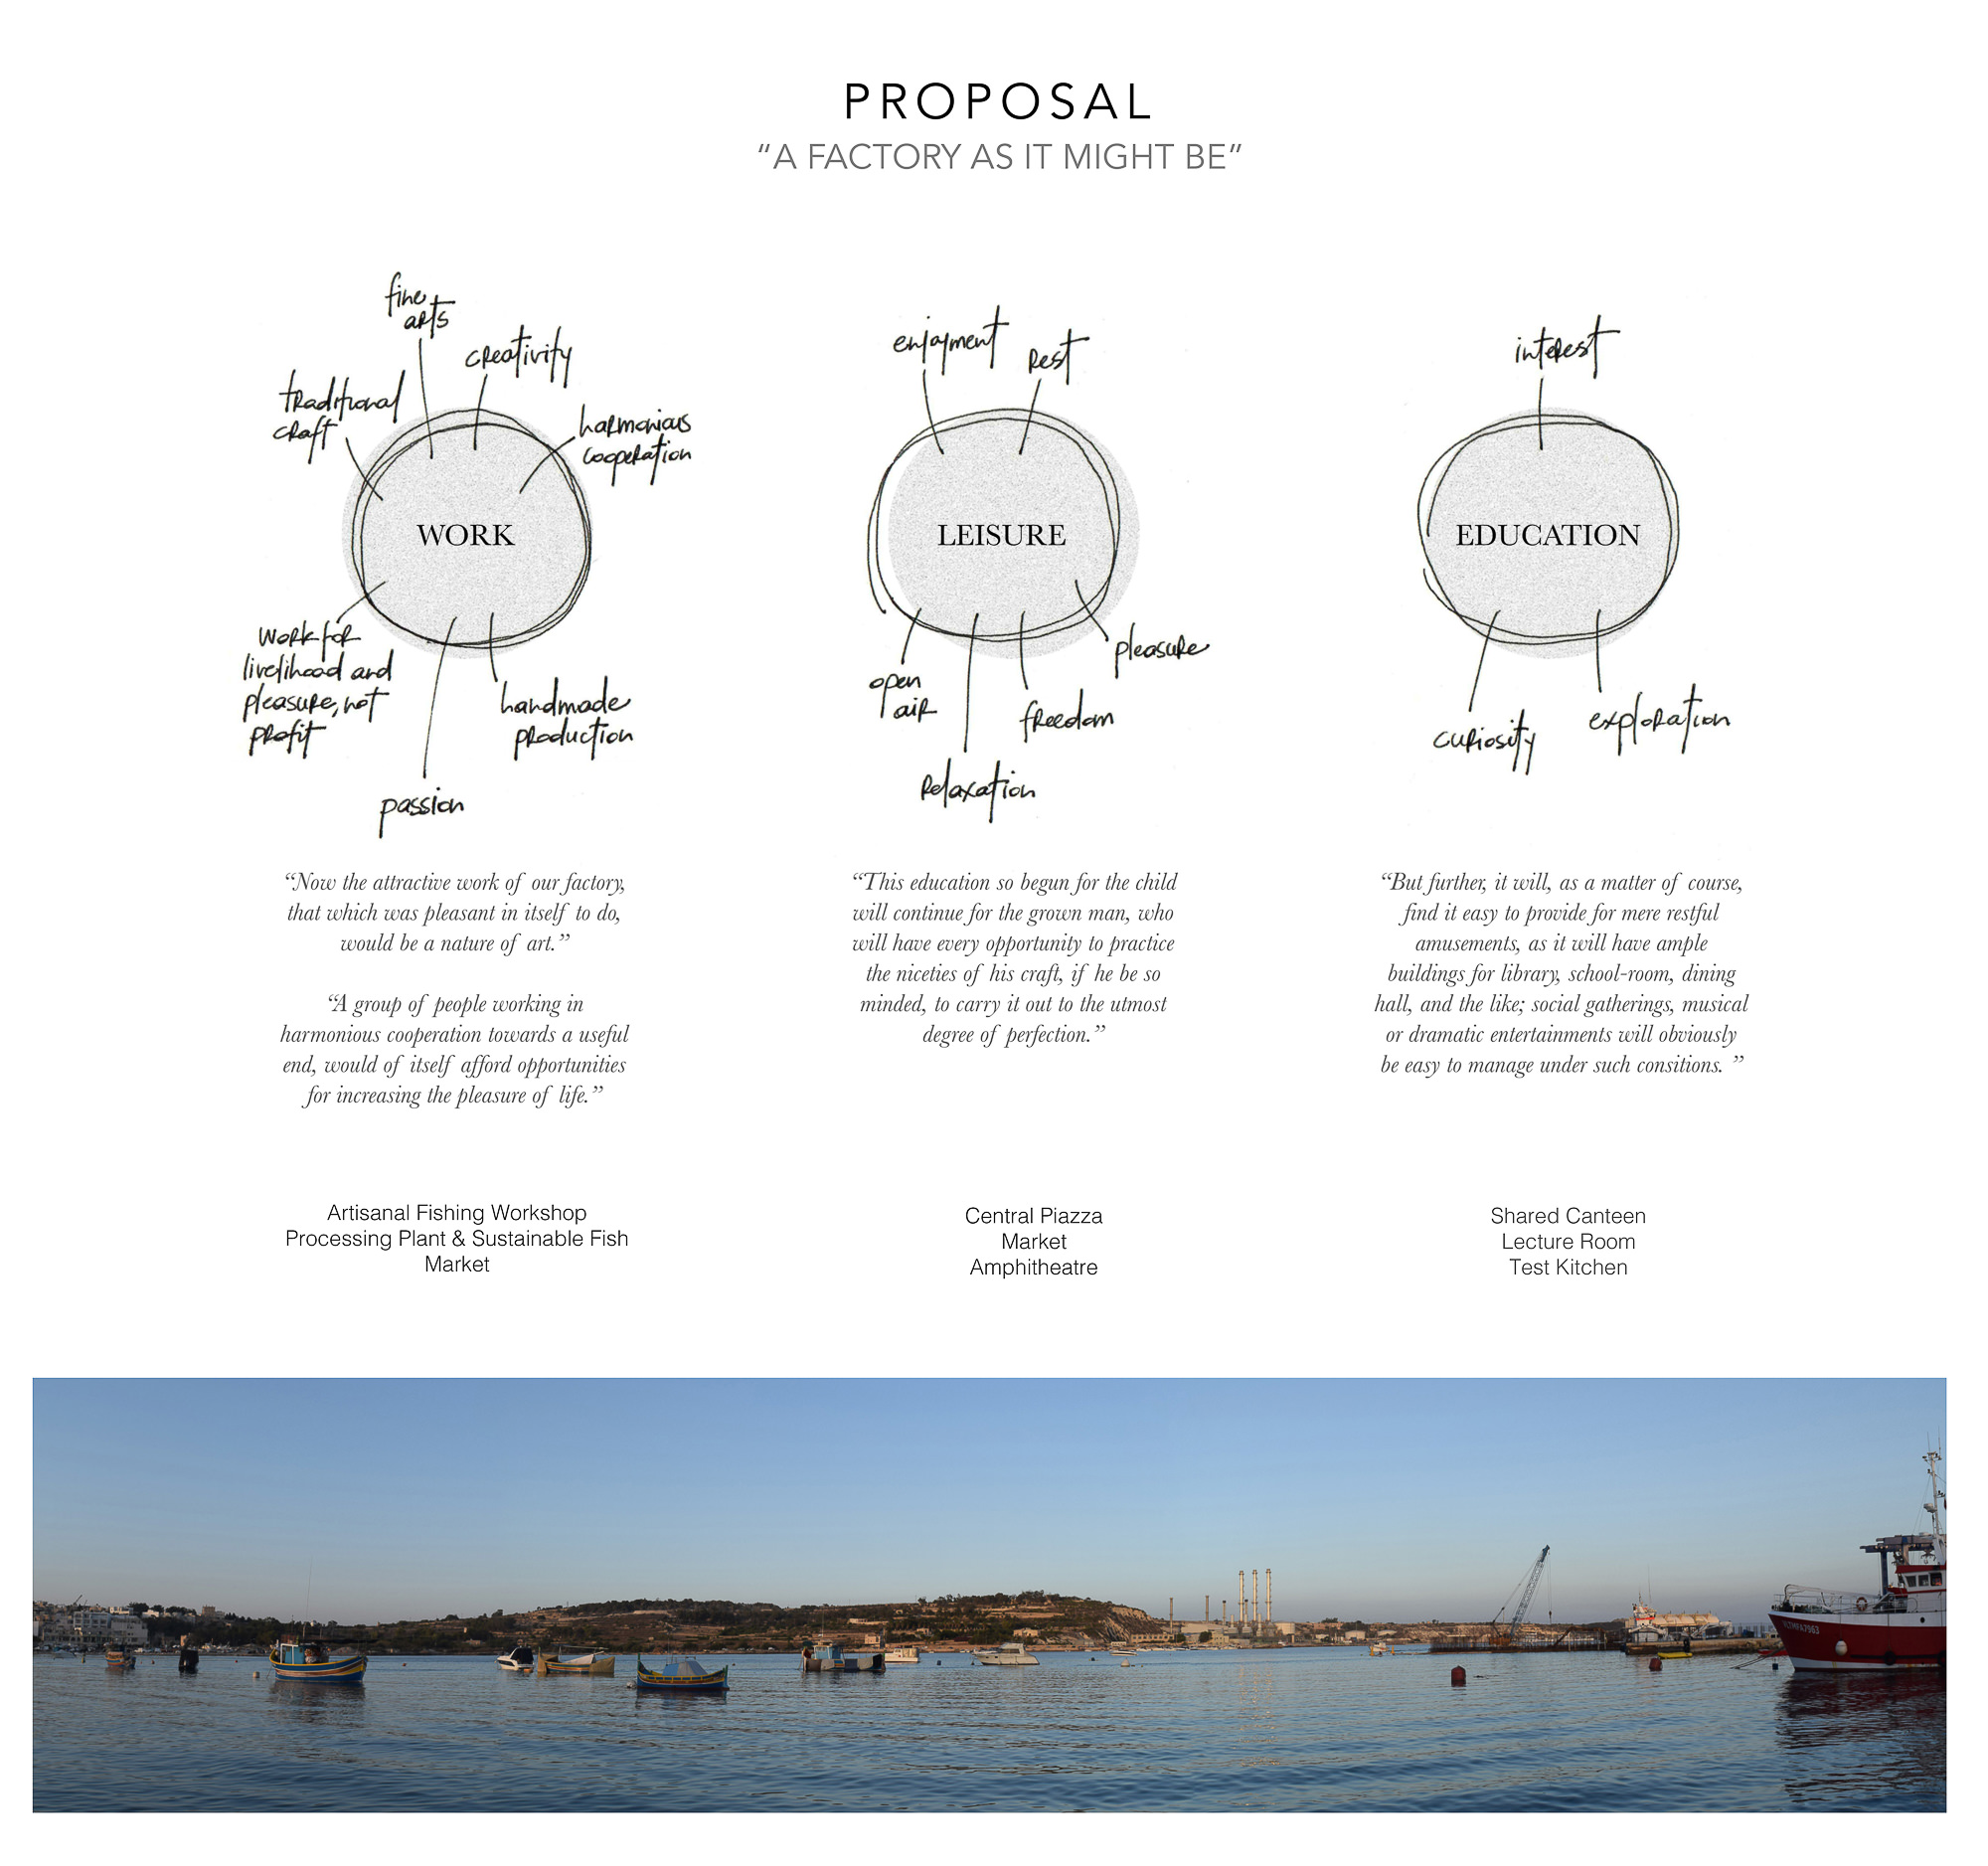 PROPOSAL
“A FACTORY AS IT MIGHT BE”
fine
arts
creativity
traditional
craft
harmonious
cooperation
WORK
work for
livelihood and
pleasure, not
profit
handmade
production
passion
enjoyment
rest
LEISURE
pleasure
open
air
freedom
relaxation
interest
EDUCATION
curiosity
exploration
“Now the attractive work of our factory,
that which was pleasant in itself to do,
would be a nature of art.”
“A group of people working in
harmonious cooperation towards a useful
end, would of itself afford opportunities
for increasing the pleasure of life.”
“This education so begun for the child
will continue for the grown man, who
will have every opportunity to practice
the niceties of his craft, if he be so
minded, to carry it out to the utmost
degree of perfection.”
“But further, it will, as a matter of course,
find it easy to provide for mere restful
amusements, as it will have ample
buildings for library, school-room, dining
hall, and the like; social gatherings, musical
or dramatic entertainments will obviously
be easy to manage under such consitions. ”
Artisanal Fishing Workshop
Processing Plant & Sustainable Fish
Market
Central Piazza
Market
Amphitheatre
Shared Canteen
Lecture Room
Test Kitchen